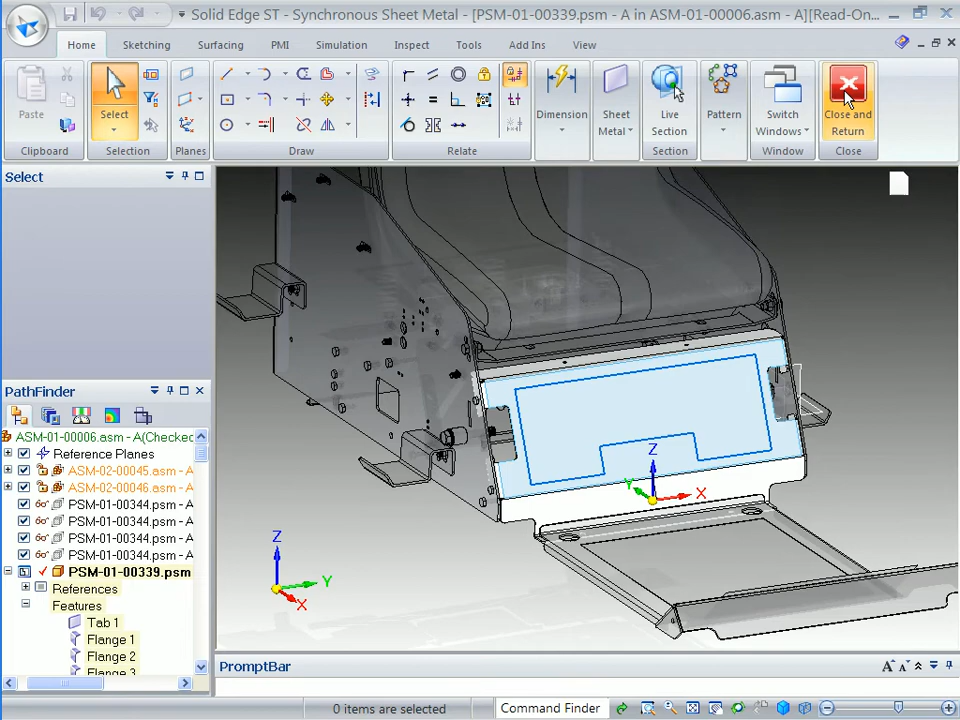 Solid Edge ST - Synchronous Sheet Metal - [PSM-01-00339.psm - A in ASM-01-00006.asm - A][Read-On...
Home Sketching Surfacing PMI Simulation Inspect Tools Add Ins View
Paste
Select
Dimension
Sheet
Metal
Live
Section
Pattern
Switch
Windows
Close and
Return
Clipboard Selection Planes Draw Relate Section Window Close
Select
PathFinder
ASM-01-00006.asm - A(Checked
Reference Planes
ASM-02-00045.asm - A
ASM-02-00046.asm - A
PSM-01-00344.psm - A
PSM-01-00344.psm - A
PSM-01-00344.psm - A
PSM-01-00344.psm - A
PSM-01-00339.psm
References
Features
Tab 1
Flange 1
Flange 2
Flange 3
Z
Y
X
Z
Y
X
PromptBar
0 items are selected
Command Finder